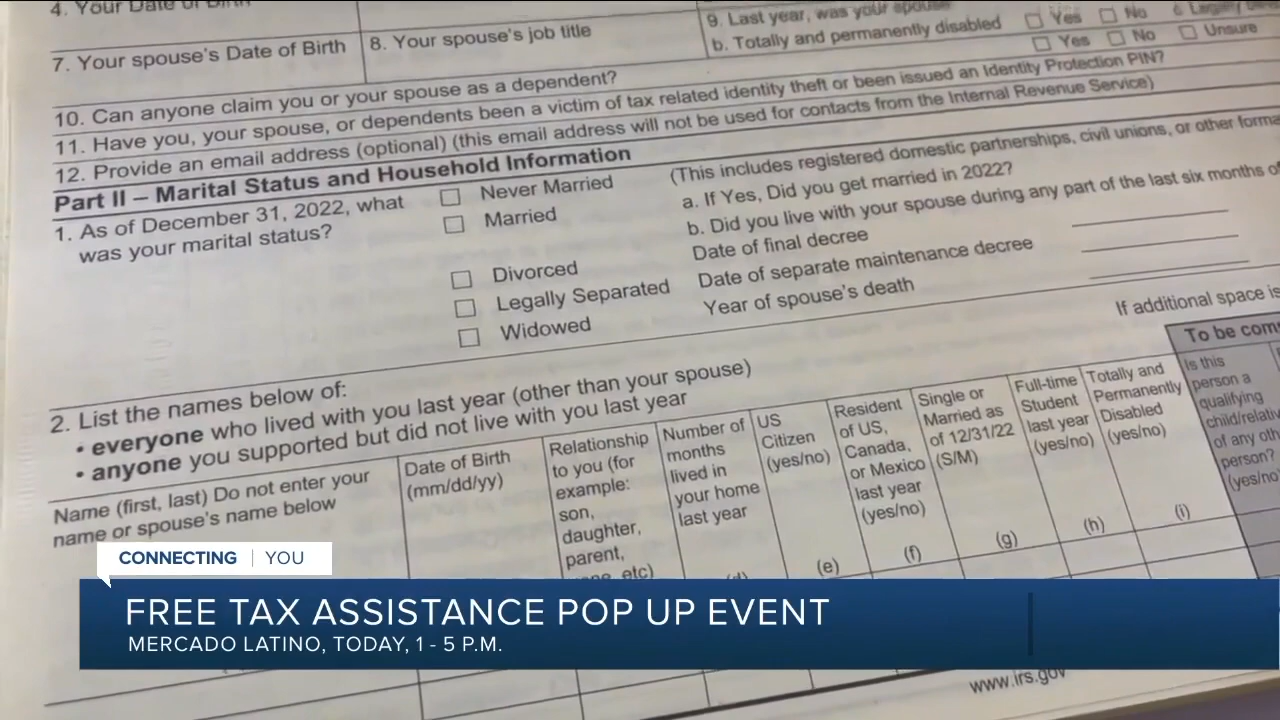 4. Your Date of Birth
7. Your spouse's Date of Birth
8. Your spouse's job title
9. Last year, was your spouse
b. Totally and permanently disabled
Yes No c. Legally
Yes No Unsure
10. Can anyone claim you or your spouse as a dependent?
11. Have you, your spouse, or dependents been a victim of tax related identity theft or been issued an Identity Protection PIN?
12. Provide an email address (optional) (this email address will not be used for contacts from the Internal Revenue Service)
Part II – Marital Status and Household Information
1. As of December 31, 2022, what
was your marital status?
Never Married
Married
Divorced
Legally Separated
Widowed
(This includes registered domestic partnerships, civil unions, or other
a. If Yes, Did you get married in 2022?
b. Did you live with your spouse during any part of the last six months of
Date of final decree
Date of separate maintenance decree
Year of spouse's death
If additional space is
2. List the names below of:
• everyone who lived with you last year (other than your spouse)
• anyone you supported but did not live with you last year
Name (first, last) Do not enter your
name or spouse's name below
Date of Birth
(mm/dd/yy)
Relationship
to you (for
example:
son,
daughter,
parent,
etc)
Number of
months
lived in
your home
last year
US
Citizen
(yes/no)
(e)
Resident
of US,
Canada,
or Mexico
last year
(yes/no)
(f)
Single or
Married as
of 12/31/22
(S/M)
(g)
Full-time
Student
last year
(yes/no)
(h)
Totally and
Permanently
Disabled
(yes/no)
(i)
To be com
Is this
person a
qualifying
child/relativ
of any oth
person?
(yes/no
CONNECTING | YOU
FREE TAX ASSISTANCE POP UP EVENT
MERCADO LATINO, TODAY, 1 - 5 P.M.
www.irs.gov